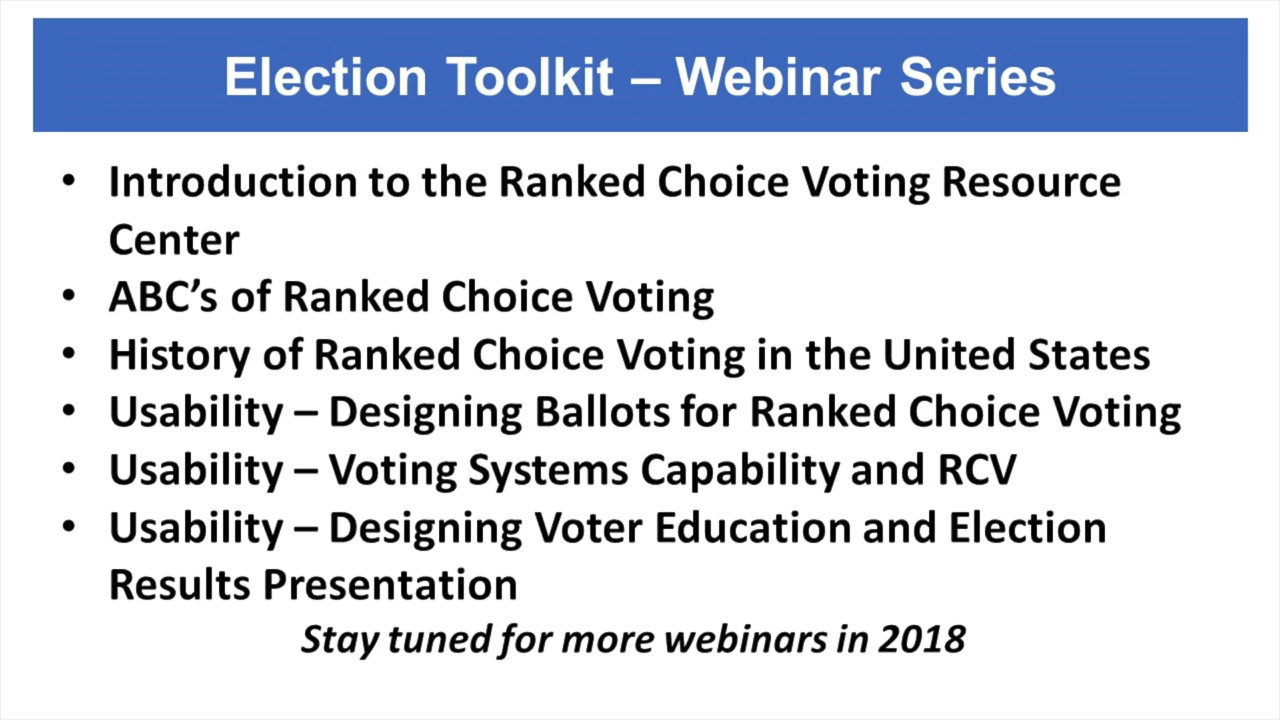 Election Toolkit – Webinar Series
• Introduction to the Ranked Choice Voting Resource
Center
• ABC’s of Ranked Choice Voting
• History of Ranked Choice Voting in the United States
• Usability – Designing Ballots for Ranked Choice Voting
• Usability – Voting Systems Capability and RCV
• Usability – Designing Voter Education and Election
Results Presentation
Stay tuned for more webinars in 2018